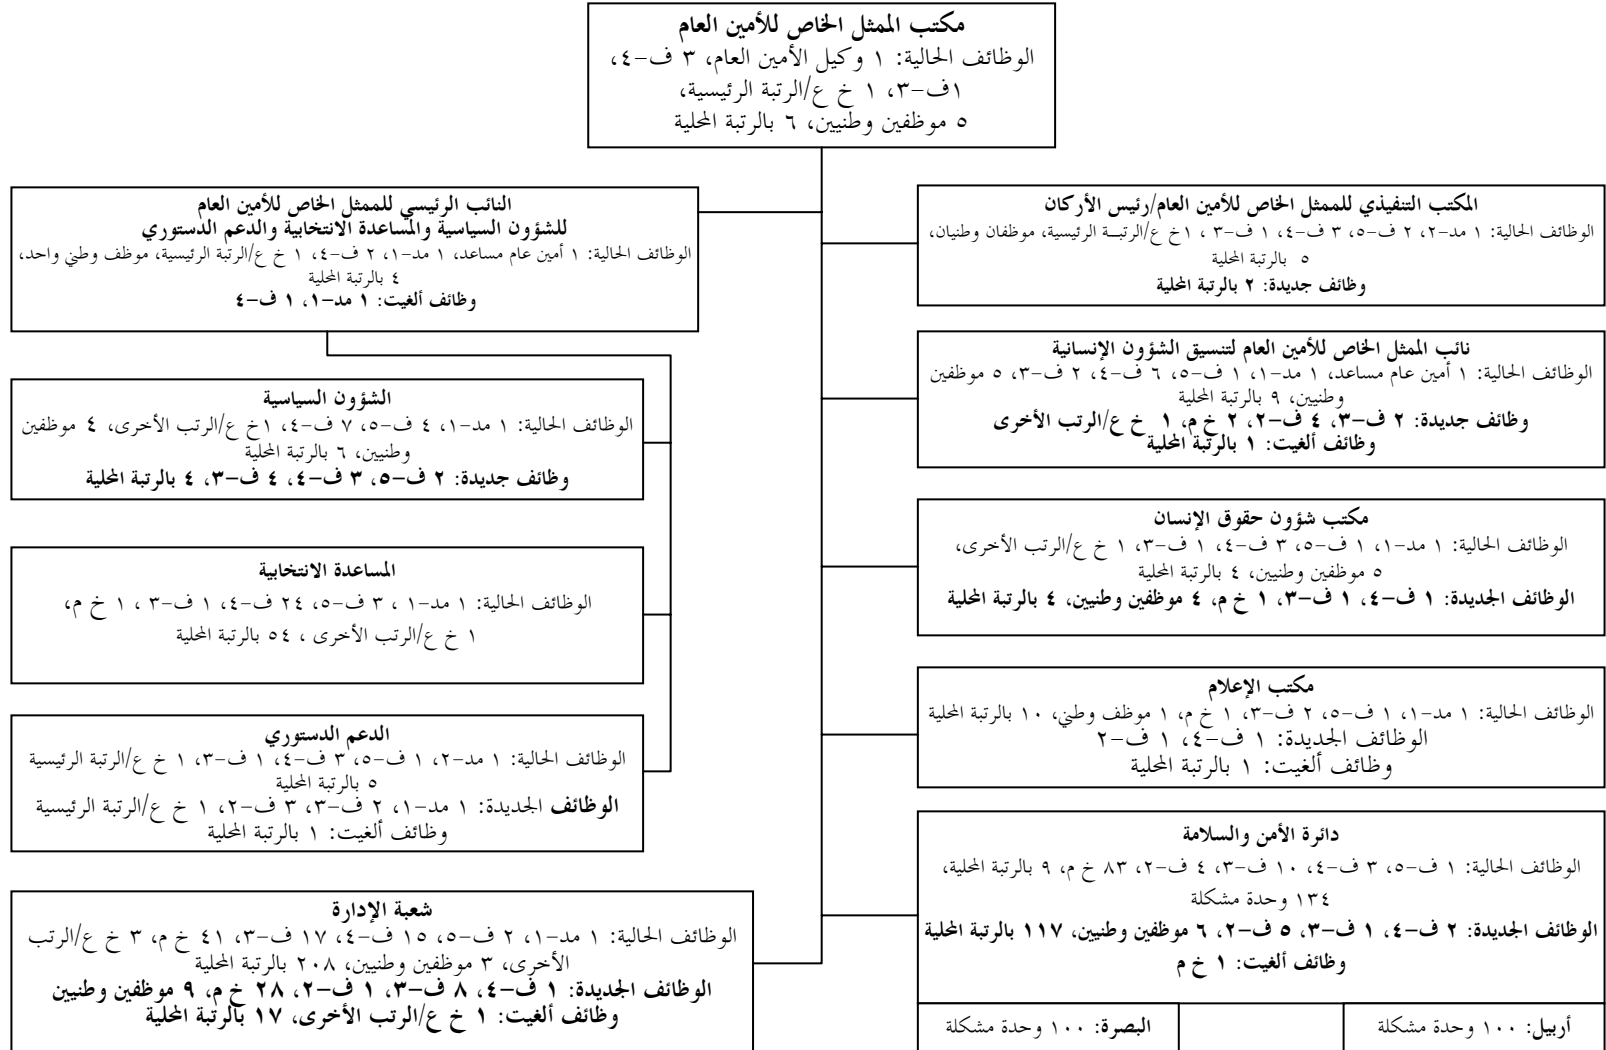 مكتب الممثل الخاص للأمين العام
الوظائف الحالية: ١ وكيل الأمين العام، ٣ ف-٤،
١ف-٣، ١ خ ع/الرتبة الرئيسية،
٥ موظفين وطنيين، ٦ بالرتبة المحلية
المكتب التنفيذي للممثل الخاص للأمين العام/رئيس الأركان
الوظائف الحالية: ١ مد-٢، ٢ ف-٥، ٣ ف-٤، ١ ف-٣ ، ١خ ع/الرتبــة الرئيسية، موظفان وطنيان،
٥ بالرتبة المحلية
وظائف جديدة: ٢ بالرتبة المحلية
النائب الرئيسي للممثل الخاص للأمين العام
للشؤون السياسية والمساعدة الانتخابية والدعم الدستوري
الوظائف الحالية: ١ أمين عام مساعد، ١ مد-١، ٢ ف-٤، ١ خ ع/الرتبة الرئيسية، موظف وطني واحد،
٤ بالرتبة المحلية
وظائف ألغيت: ١ مد-١، ١ ف-٤
نائب الممثل الخاص للأمين العام لتنسيق الشؤون الإنسانية
الوظائف الحالية: ١ أمين عام مساعد، ١ مد-١، ١ ف-٥، ٦ ف-٤، ٢ ف-٣، ٥ موظفين
وطنيين، ٩ بالرتبة المحلية
وظائف جديدة: ٢ ف-٣، ٤ ف-٢، ٢ خ م، ١ خ ع/الرتب الأخرى
وظائف ألغيت: ١ بالرتبة المحلية
الشؤون السياسية
الوظائف الحالية: ١ مد-١، ٤ ف-٥، ٧ ف-٤، ١خ ع/الرتب الأخرى، ٤ موظفين
وطنيين، ٦ بالرتبة المحلية
وظائف جديدة: ٢ ف-٥، ٣ ف-٤، ٤ ف-٣، ٤ بالرتبة المحلية
مكتب شؤون حقوق الإنسان
الوظائف الحالية: ١ مد-١، ١ ف-٥، ٣ ف-٤، ١ ف-٣، ١ خ ع/الرتب الأخرى،
٥ موظفين وطنيين، ٤ بالرتبة المحلية
الوظائف الجديدة: ١ ف-٤، ١ ف-٣، ١ خ م، ٤ موظفين وطنيين، ٤ بالرتبة المحلية
المساعدة الانتخابية
الوظائف الحالية: ١ مد-١ ، ٣ ف-٥، ٢٤ ف-٤، ١ ف-٣ ، ١ خ م،
١ خ ع/الرتب الأخرى ، ٥٤ بالرتبة المحلية
مكتب الإعلام
الوظائف الحالية: ١ مد-١، ١ ف-٥، ٢ ف-٣، ١ خ م، ١ موظف وطني، ١٠ بالرتبة المحلية
الوظائف الجديدة: ١ ف-٤، ١ ف-٢
وظائف ألغيت: ١ بالرتبة المحلية
الدعم الدستوري
الوظائف الحالية: ١ مد-٢، ١ ف-٥، ٣ ف-٤، ١ ف-٣، ١ خ ع/الرتبة الرئيسية
٥ بالرتبة المحلية
الوظائف الجديدة: ١ مد-١، ٢ ف-٣، ٣ ف-٢، ١ خ ع/الرتبة الرئيسية
وظائف ألغيت: ١ بالرتبة المحلية
دائرة الأمن والسلامة
الوظائف الحالية: ١ ف-٥، ٣ ف-٤، ١٠ ف-٣، ٤ ف-٢، ٨٣ خ م، ٩ بالرتبة المحلية،
١٣٤ وحدة مشكلة
الوظائف الجديدة: ٢ ف-٤، ١ ف-٣، ٥ ف-٢، ٦ موظفين وطنيين، ١١٧ بالرتبة المحلية
وظائف ألغيت: ١ خ م
أربيل: ١٠٠ وحدة مشكلة
البصرة: ١٠٠ وحدة مشكلة
شعبة الإدارة
الوظائف الحالية: ١ مد-١، ٢ ف-٥، ١٥ ف-٤، ١٧ ف-٣، ٤١ خ م، ٣ خ ع/الرتب
الأخرى، ٣ موظفين وطنيين، ٢٠٨ بالرتبة المحلية
الوظائف الجديدة: ١ ف-٤، ٨ ف-٣، ١ ف-٢، ٢٨ خ م، ٩ موظفين وطنيين
وظائف ألغيت: ١ خ ع/الرتب الأخرى، ١٧ بالرتبة المحلية